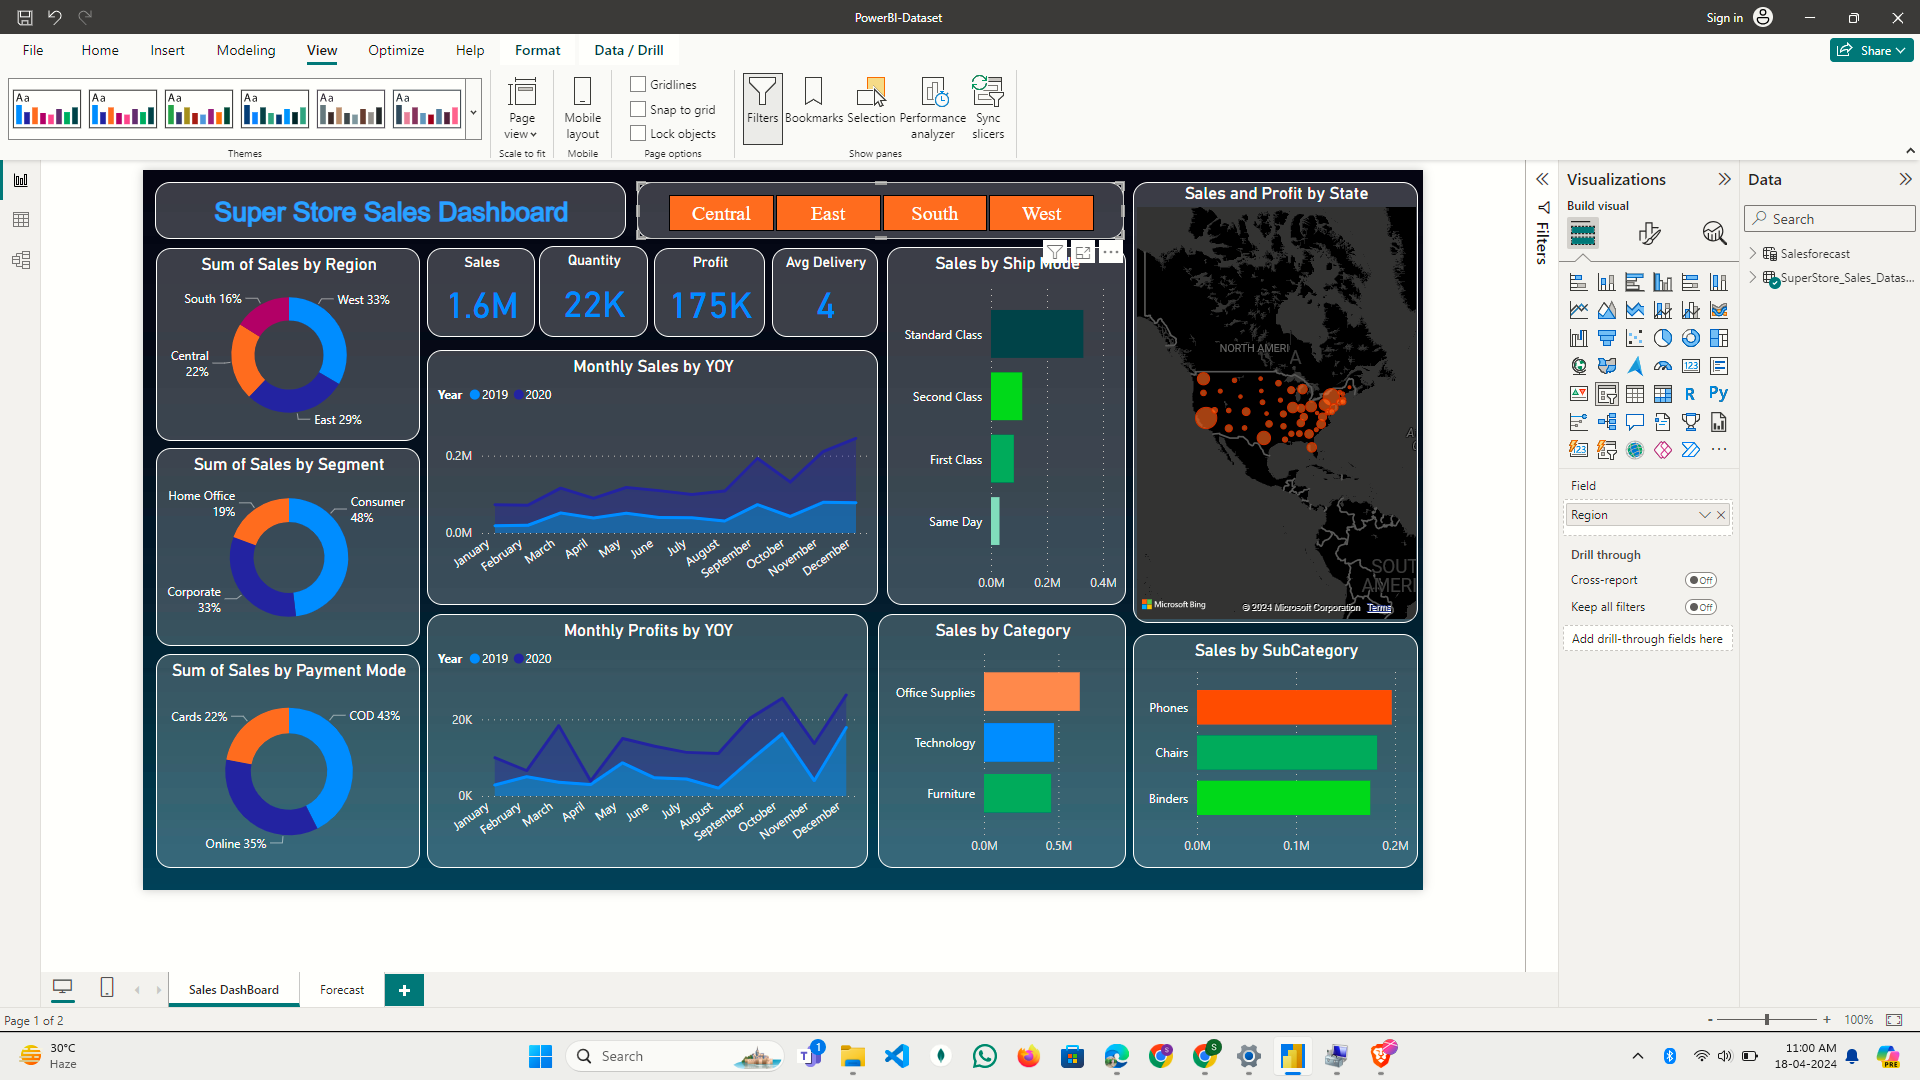 PowerBI-Dataset
Sign in
File Home Insert Modeling View Optimize Help Format Data / Drill
Share
Aa Aa Aa Aa Aa Aa
Themes
Page view
Scale to fit
Mobile layout
Mobile
Gridlines
Snap to grid
Lock objects
Page options
Filters
Bookmarks
Selection
Performance analyzer
Sync slicers
Show panes
Super Store Sales Dashboard
Central East South West
Sum of Sales by Region
South 16%
West 33%
Central 22%
East 29%
Sales
1.6M
Quantity
22K
Profit
175K
Avg Delivery
4
Sales by Ship Mode
Standard Class
Second Class
First Class
Same Day
0.0M 0.2M 0.4M
Sales and Profit by State
NORTH AMERI
A
SOUT
AMERI
Microsoft Bing
© 2024 Microsoft Corporation Terms
Monthly Sales by YOY
Year 2019 2020
0.2M
0.0M
January February March April May June July August September October November December
Sum of Sales by Segment
Home Office 19%
Consumer 48%
Corporate 33%
Sum of Sales by Payment Mode
Cards 22%
COD 43%
Online 35%
Monthly Profits by YOY
Year 2019 2020
20K
0K
January February March April May June July August September October November December
Sales by Category
Office Supplies
Technology
Furniture
0.0M 0.5M
Sales by SubCategory
Phones
Chairs
Binders
0.0M 0.1M 0.2M
Filters
Visualizations
Build visual
R Py
123
123
Field
Region
Drill through
Cross-report
Off
Keep all filters
Off
Add drill-through fields here
Data
Search
Salesforecast
SuperStore_Sales_Datas...
Sales DashBoard
Forecast
Page 1 of 2
- + 100%
30°C
Haze
Search
1
S
11:00 AM
18-04-2024
PRE